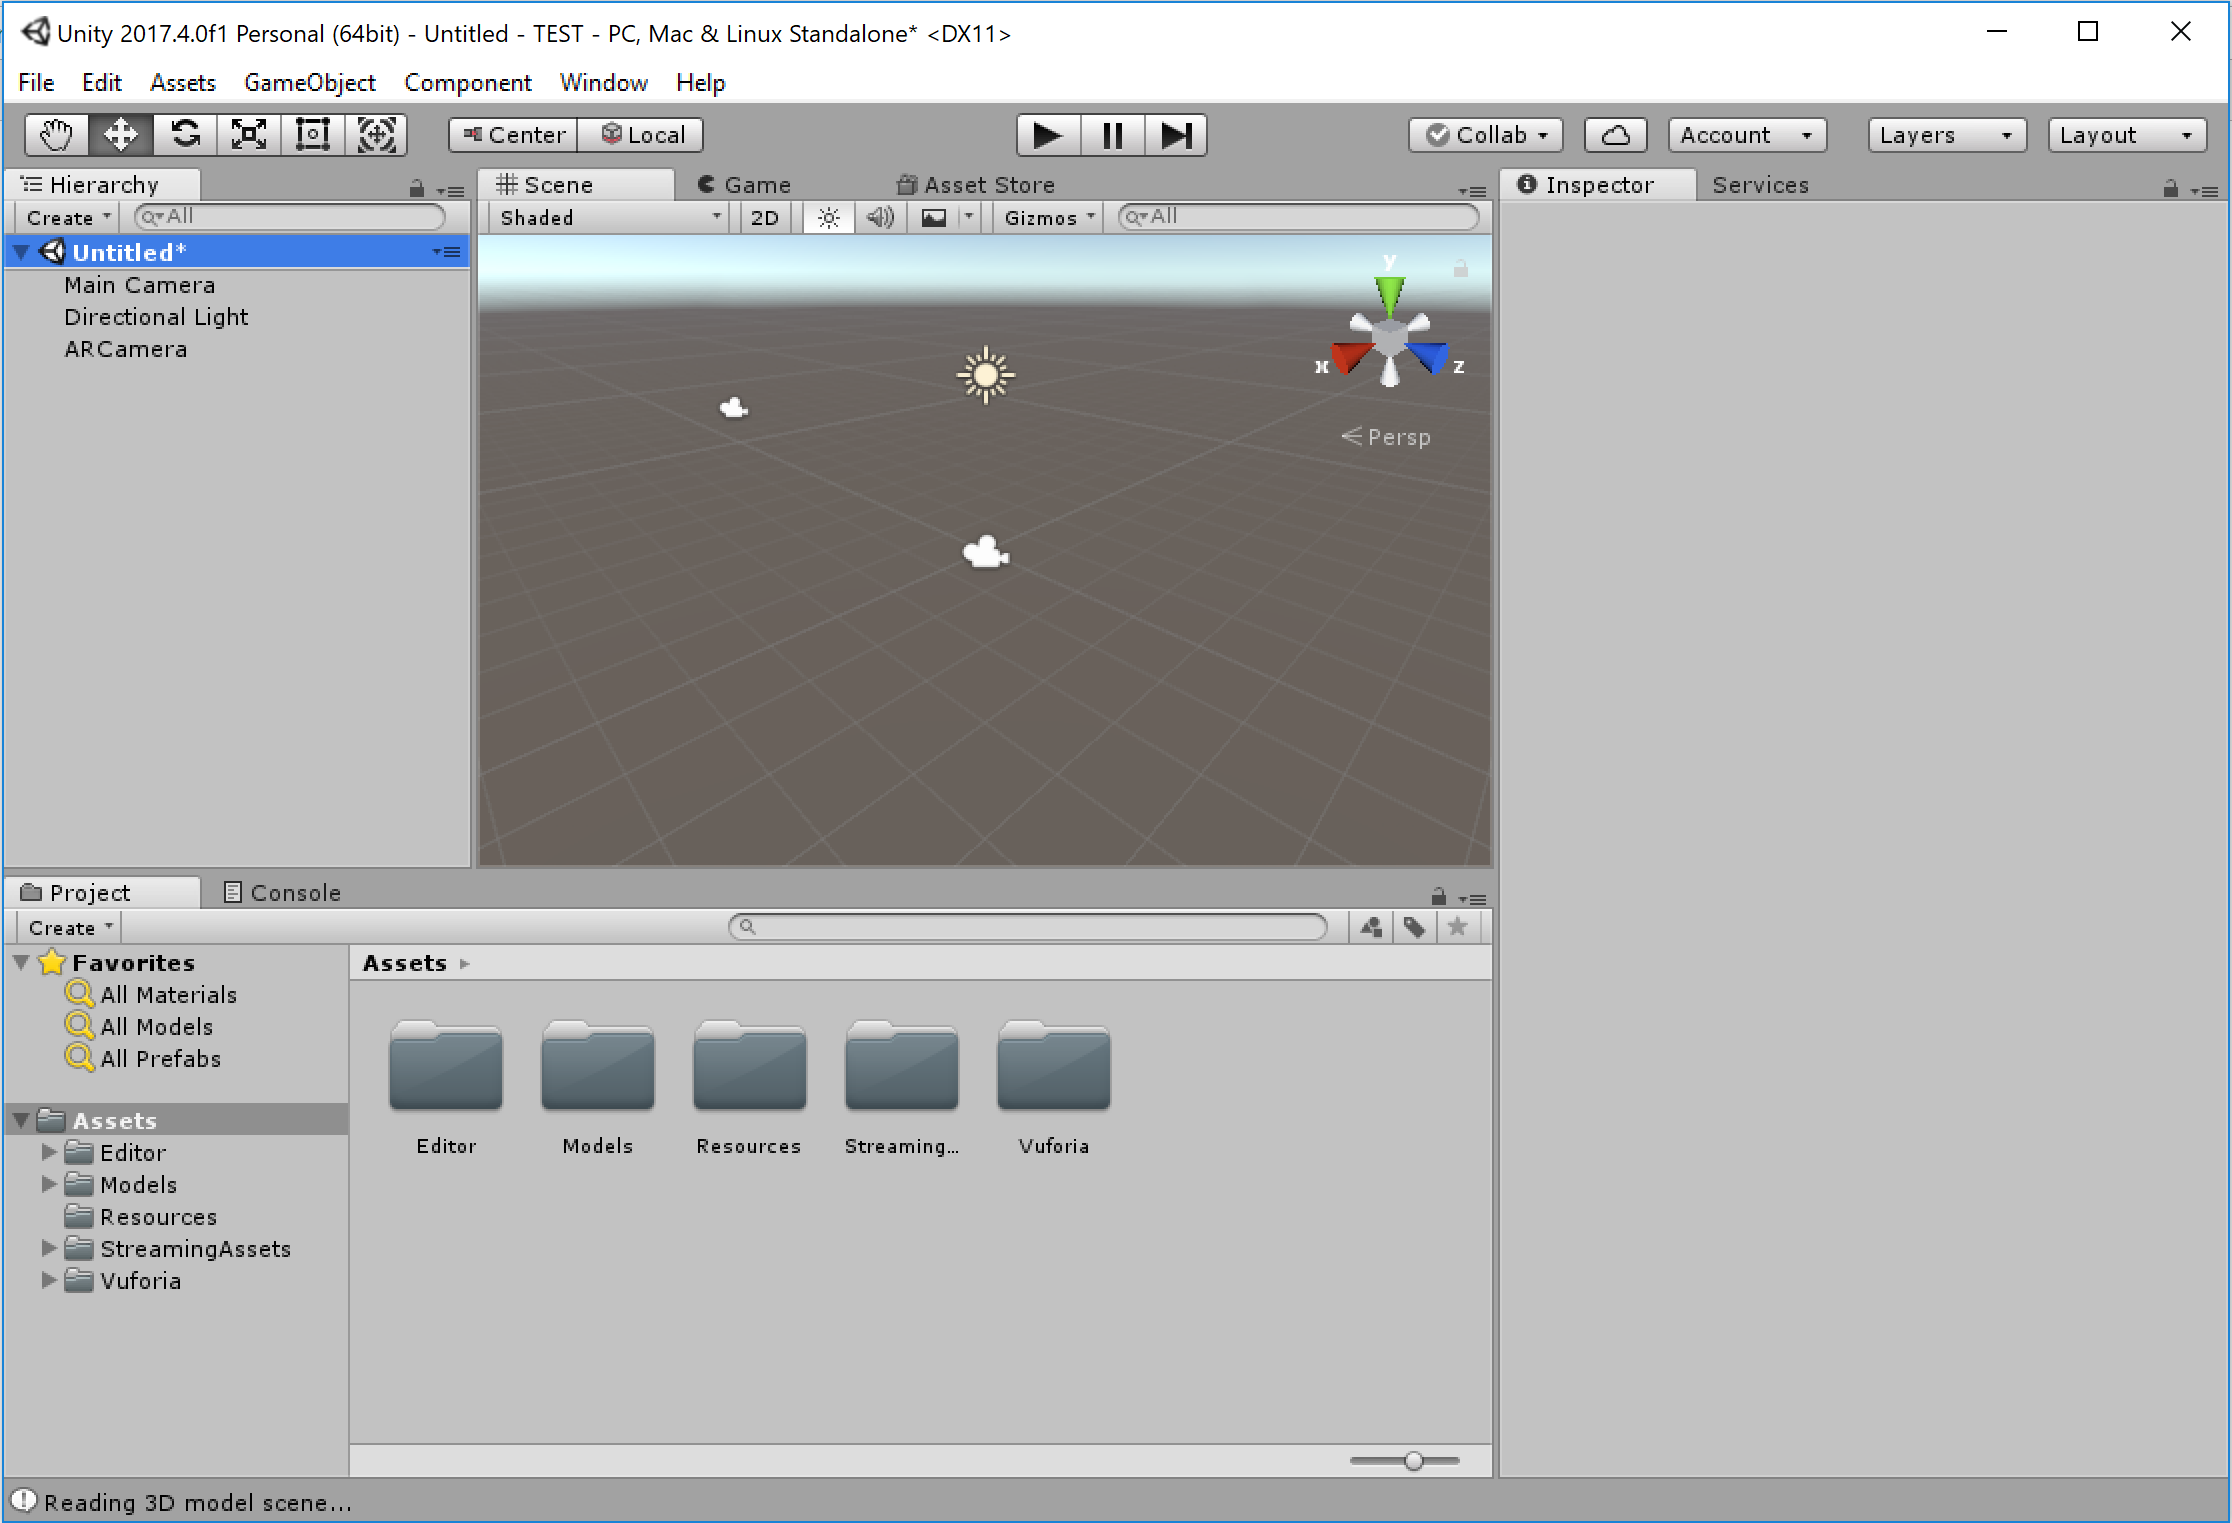 Unity 2017.4.0f1 Personal (64bit) - Untitled - TEST - PC, Mac & Linux Standalone* <DX11>
File Edit Assets GameObject Component Window Help
Center Local Collab Account Layers Layout
Hierarchy
Create All
Untitled*
Main Camera
Directional Light
ARCamera
Scene Game Asset Store
Shaded 2D Gizmos All
y
x z
Persp
Inspector Services
Project Console
Create
Favorites
All Materials
All Models
All Prefabs
Assets
Editor
Models
Resources
StreamingAssets
Vuforia
Assets
Editor Models Resources Streaming... Vuforia
Reading 3D model scene...